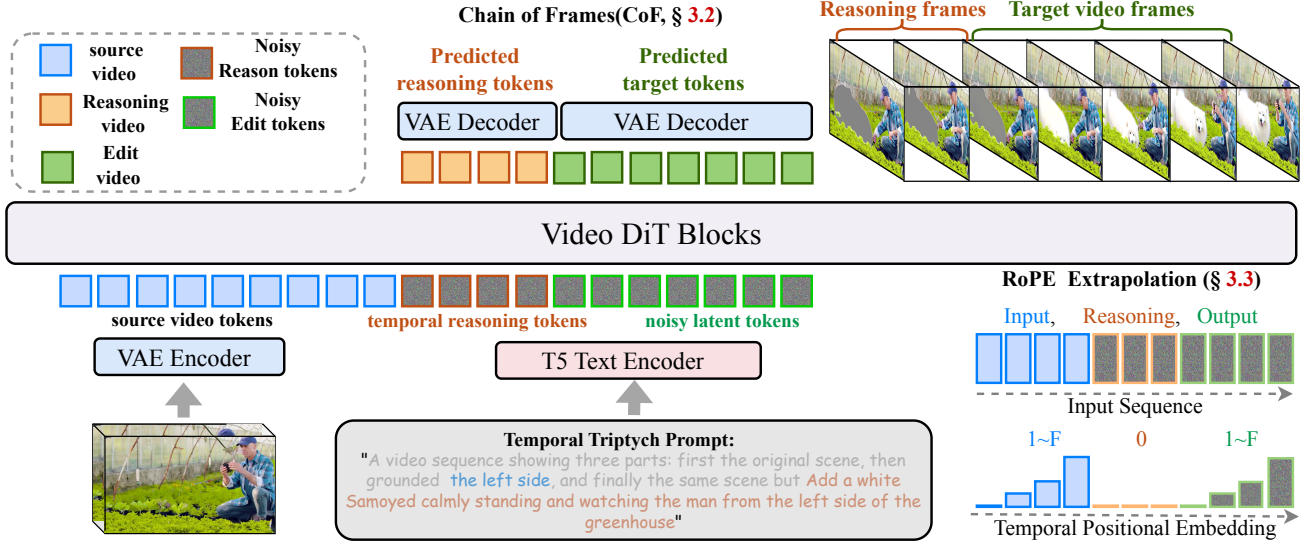 Chain of Frames(CoF, § 3.2)
source
video
Noisy
Reason tokens
Reasoning
video
Noisy
Edit tokens
Edit
video
Predicted
reasoning tokens
Predicted
target tokens
VAE Decoder
VAE Decoder
Reasoning frames
Target video frames
Video DiT Blocks
source video tokens
temporal reasoning tokens
noisy latent tokens
VAE Encoder
T5 Text Encoder
Temporal Triptych Prompt:
"A video sequence showing three parts: first the original scene, then
grounded the left side, and finally the same scene but Add a white
Samoyed calmly standing and watching the man from the left side of the
greenhouse"
RoPE Extrapolation (§ 3.3)
Input, Reasoning, Output
Input Sequence
1~F 0 1~F
Temporal Positional Embedding